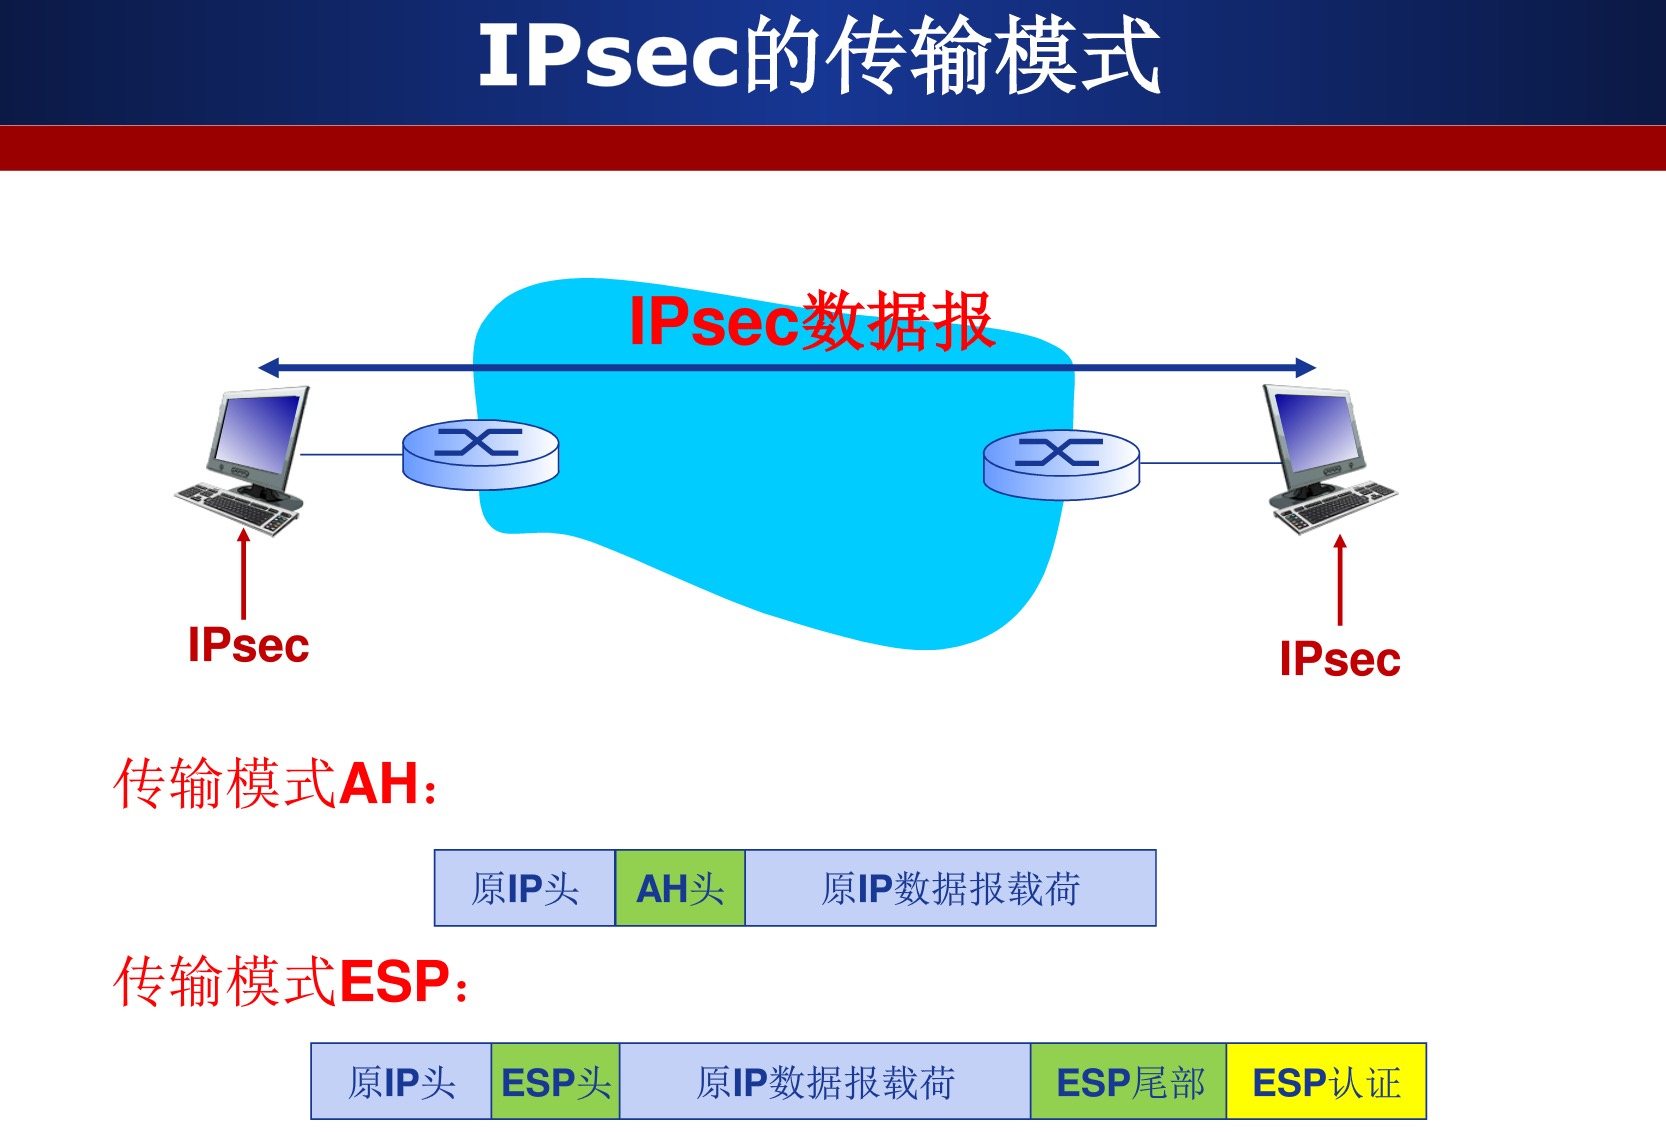 IPsec的传输模式
IPsec数据报
IPsec
IPsec
传输模式AH：
原IP头 AH头 原IP数据报载荷
传输模式ESP：
原IP头 ESP头 原IP数据报载荷 ESP尾部 ESP认证